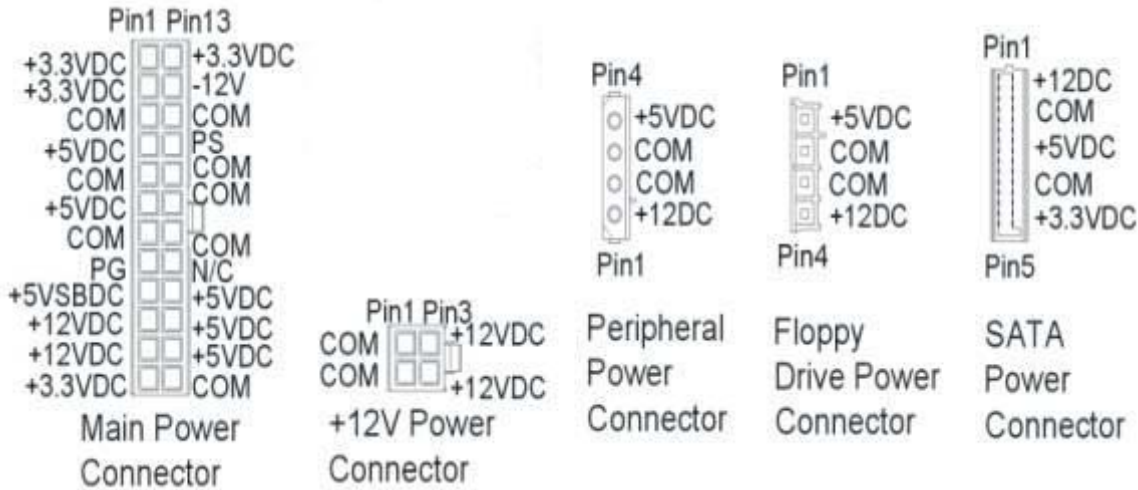 Pin1 Pin13
+3.3VDC +3.3VDC
+3.3VDC -12V
COM COM
+5VDC PS
COM COM
+5VDC COM
COM COM
PG N/C
+5VSBDC +5VDC
+12VDC +5VDC
+12VDC +5VDC
+3.3VDC COM
Main Power
Connector
Pin1 Pin3
COM +12VDC
COM +12VDC
+12V Power
Connector
Pin4
+5VDC
COM
COM
+12DC
Pin1
Peripheral
Power
Connector
Pin1
+5VDC
COM
COM
+12DC
Pin4
Floppy
Drive Power
Connector
Pin1
+12DC
COM
+5VDC
COM
+3.3VDC
Pin5
SATA
Power
Connector